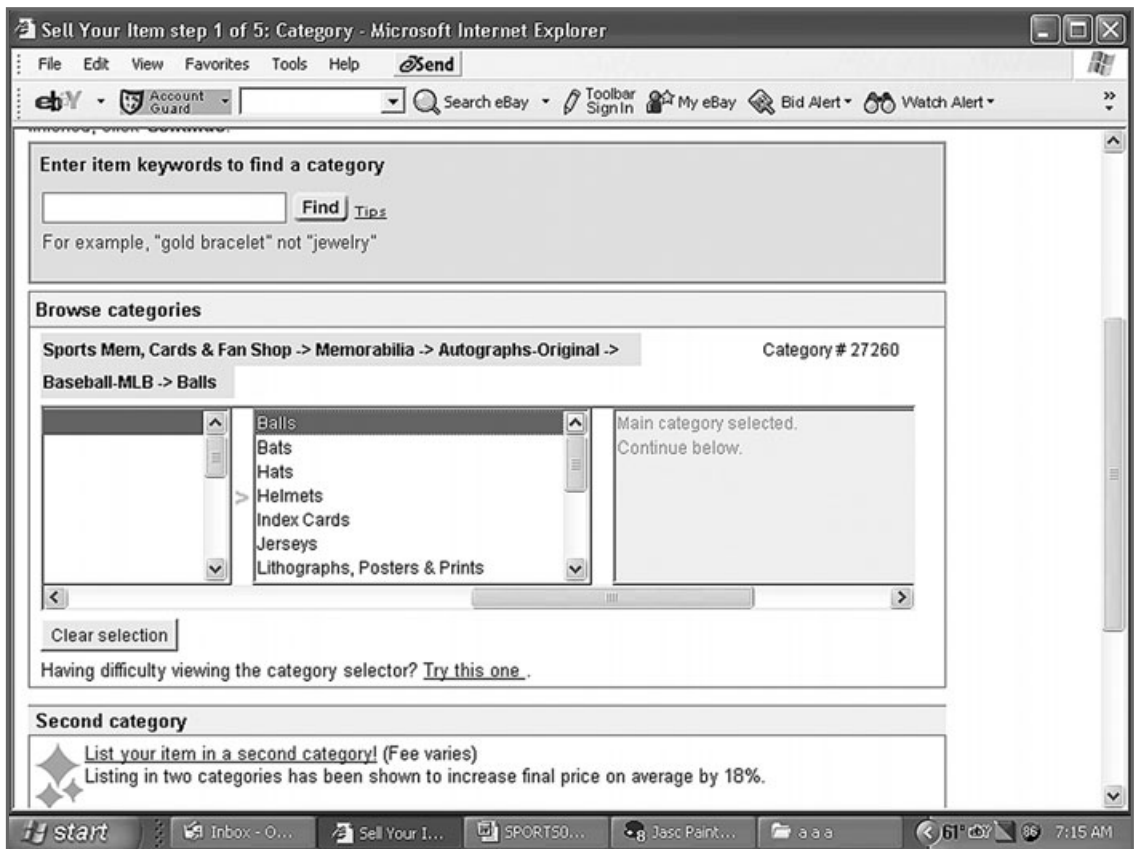 Sell Your Item step 1 of 5: Category - Microsoft Internet Explorer
File Edit View Favorites Tools Help Send
ebY Account Guard Search eBay Toolbar Sign In My eBay Bid Alert Watch Alert
finished, click Continue.
Enter item keywords to find a category
Find Tips
For example, "gold bracelet" not "jewelry"
Browse categories
Sports Mem, Cards & Fan Shop -> Memorabilia -> Autographs-Original -> Category # 27260
Baseball-MLB -> Balls
Balls
Bats
Hats
> Helmets
Index Cards
Jerseys
Lithographs, Posters & Prints
Main category selected.
Continue below.
Clear selection
Having difficulty viewing the category selector? Try this one .
Second category
List your item in a second category! (Fee varies)
Listing in two categories has been shown to increase final price on average by 18%.
start Inbox - O... Sell Your I... SPORTS0... Jasc Paint... a a a 61° 86 7:15 AM